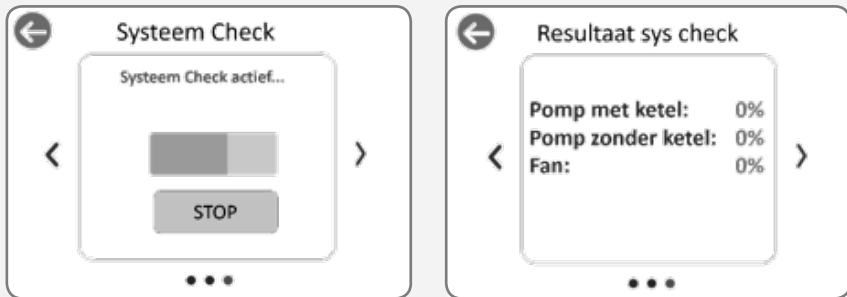 Systeem Check
Systeem Check actief...
STOP
Resultaat sys check
Pomp met ketel: 0%
Pomp zonder ketel: 0%
Fan: 0%